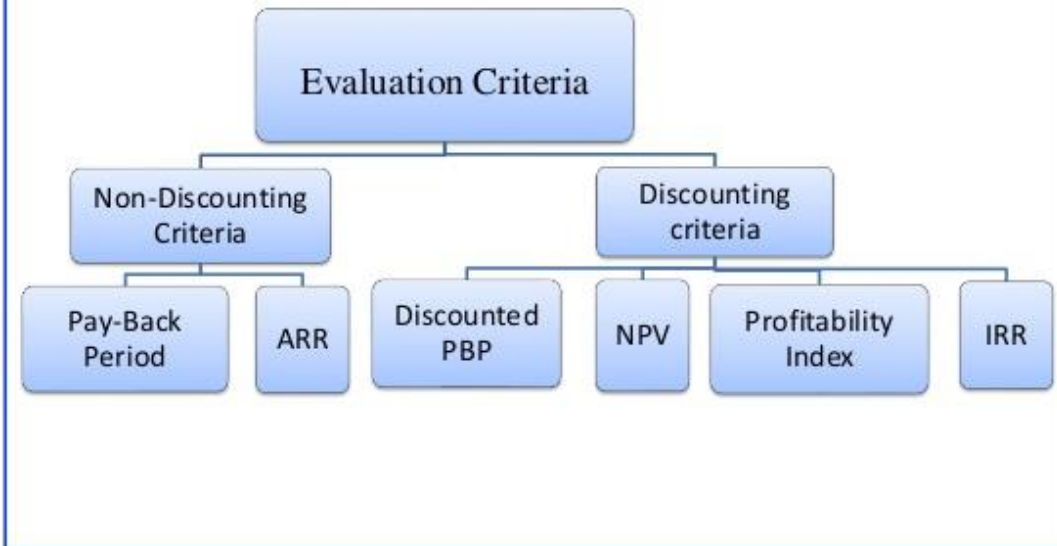 Evaluation Criteria
Non-Discounting
Criteria
Discounting
criteria
Pay-Back
Period
ARR
Discounted
PBP
NPV
Profitability
Index
IRR